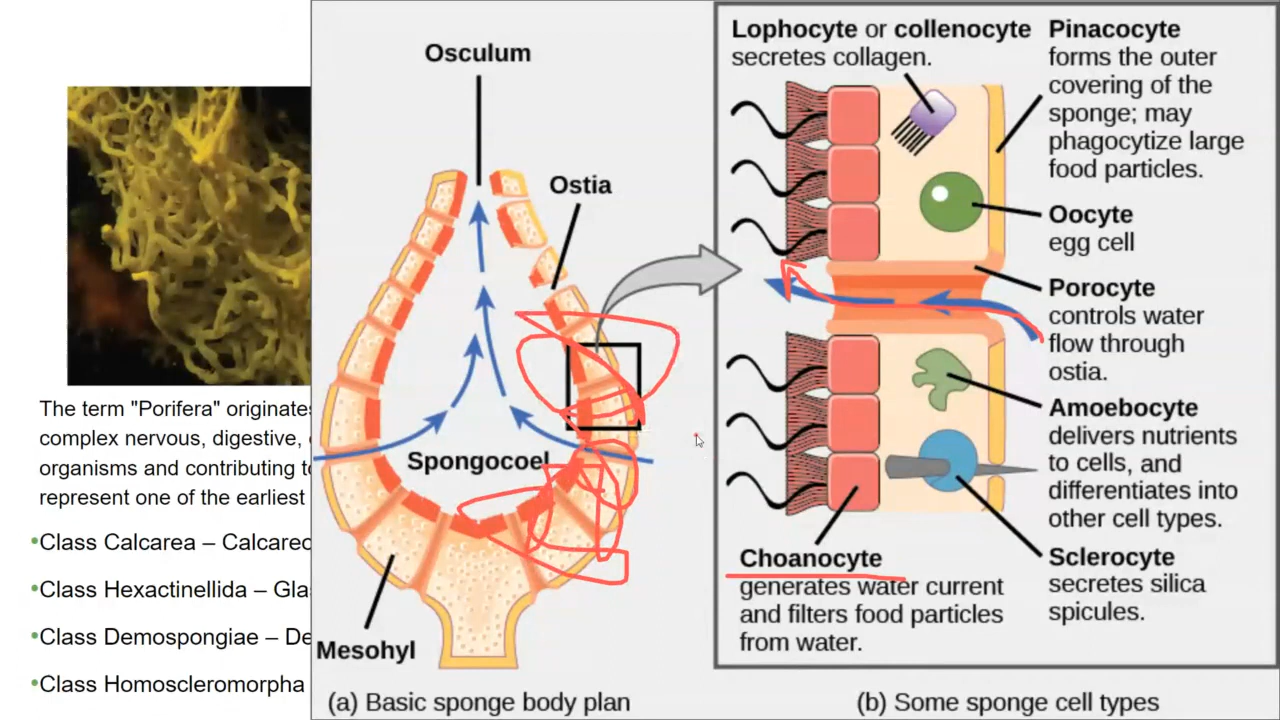 Osculum
Ostia
Spongocoel
Mesohyl
(a) Basic sponge body plan
Lophocyte or collenocyte
secretes collagen.
Pinacocyte
forms the outer
covering of the
sponge; may
phagocytize large
food particles.
Oocyte
egg cell
Porocyte
controls water
flow through
ostia.
Amoebocyte
delivers nutrients
to cells, and
differentiates into
other cell types.
Sclerocyte
secretes silica
spicules.
Choanocyte
generates water current
and filters food particles
from water.
(b) Some sponge cell types
The term "Porifera" originates
complex nervous, digestive,
organisms and contributing
represent one of the earliest
•Class Calcarea – Calcarec
•Class Hexactinellida – Gla
•Class Demospongiae – De
•Class Homoscleromorpha